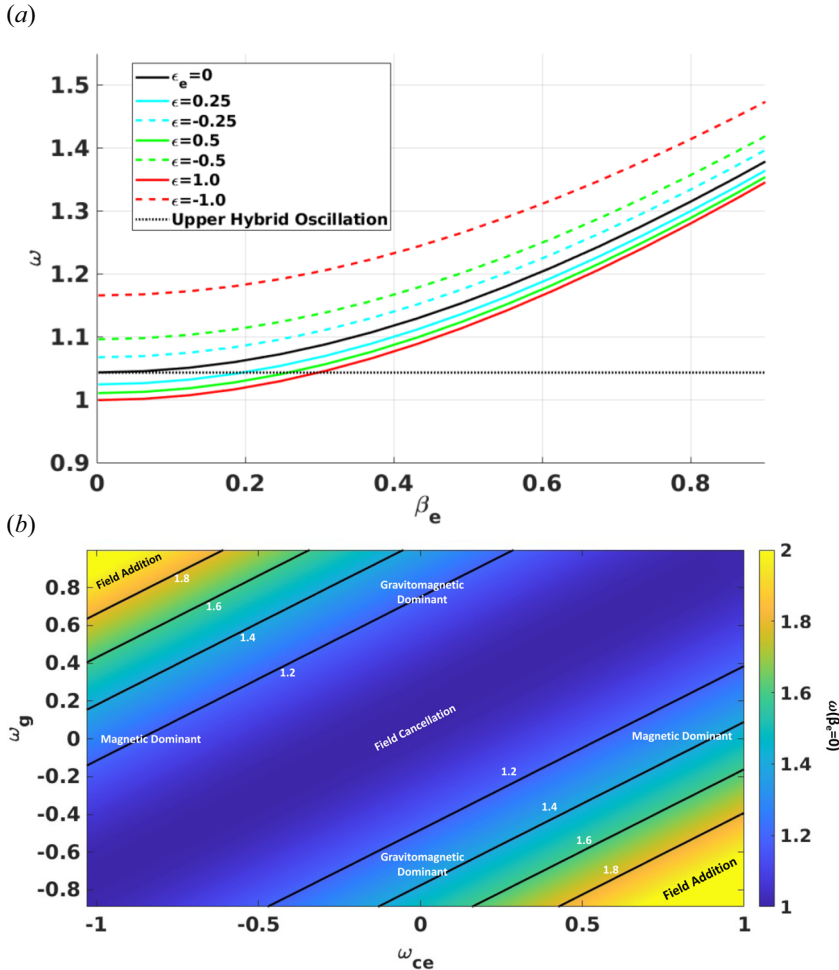 (a)
1.5
1.4
1.3
1.2
1.1
1
0.9
ω
ϵe=0
ϵ=0.25
ϵ=-0.25
ϵ=0.5
ϵ=-0.5
ϵ=1.0
ϵ=-1.0
Upper Hybrid Oscillation
0
0.2
0.4
0.6
0.8
βe
(b)
0.8
0.6
0.4
0.2
0
-0.2
-0.4
-0.6
-0.8
ωg
Field Addition
1.8
1.6
1.4
1.2
Gravitomagnetic
Dominant
Magnetic Dominant
Field Cancellation
Magnetic Dominant
1.2
1.4
1.6
1.8
Gravitomagnetic
Dominant
Field Addition
-1
-0.5
0
0.5
1
ωce
2
1.8
1.6
1.4
1.2
1
ω(βe=0)